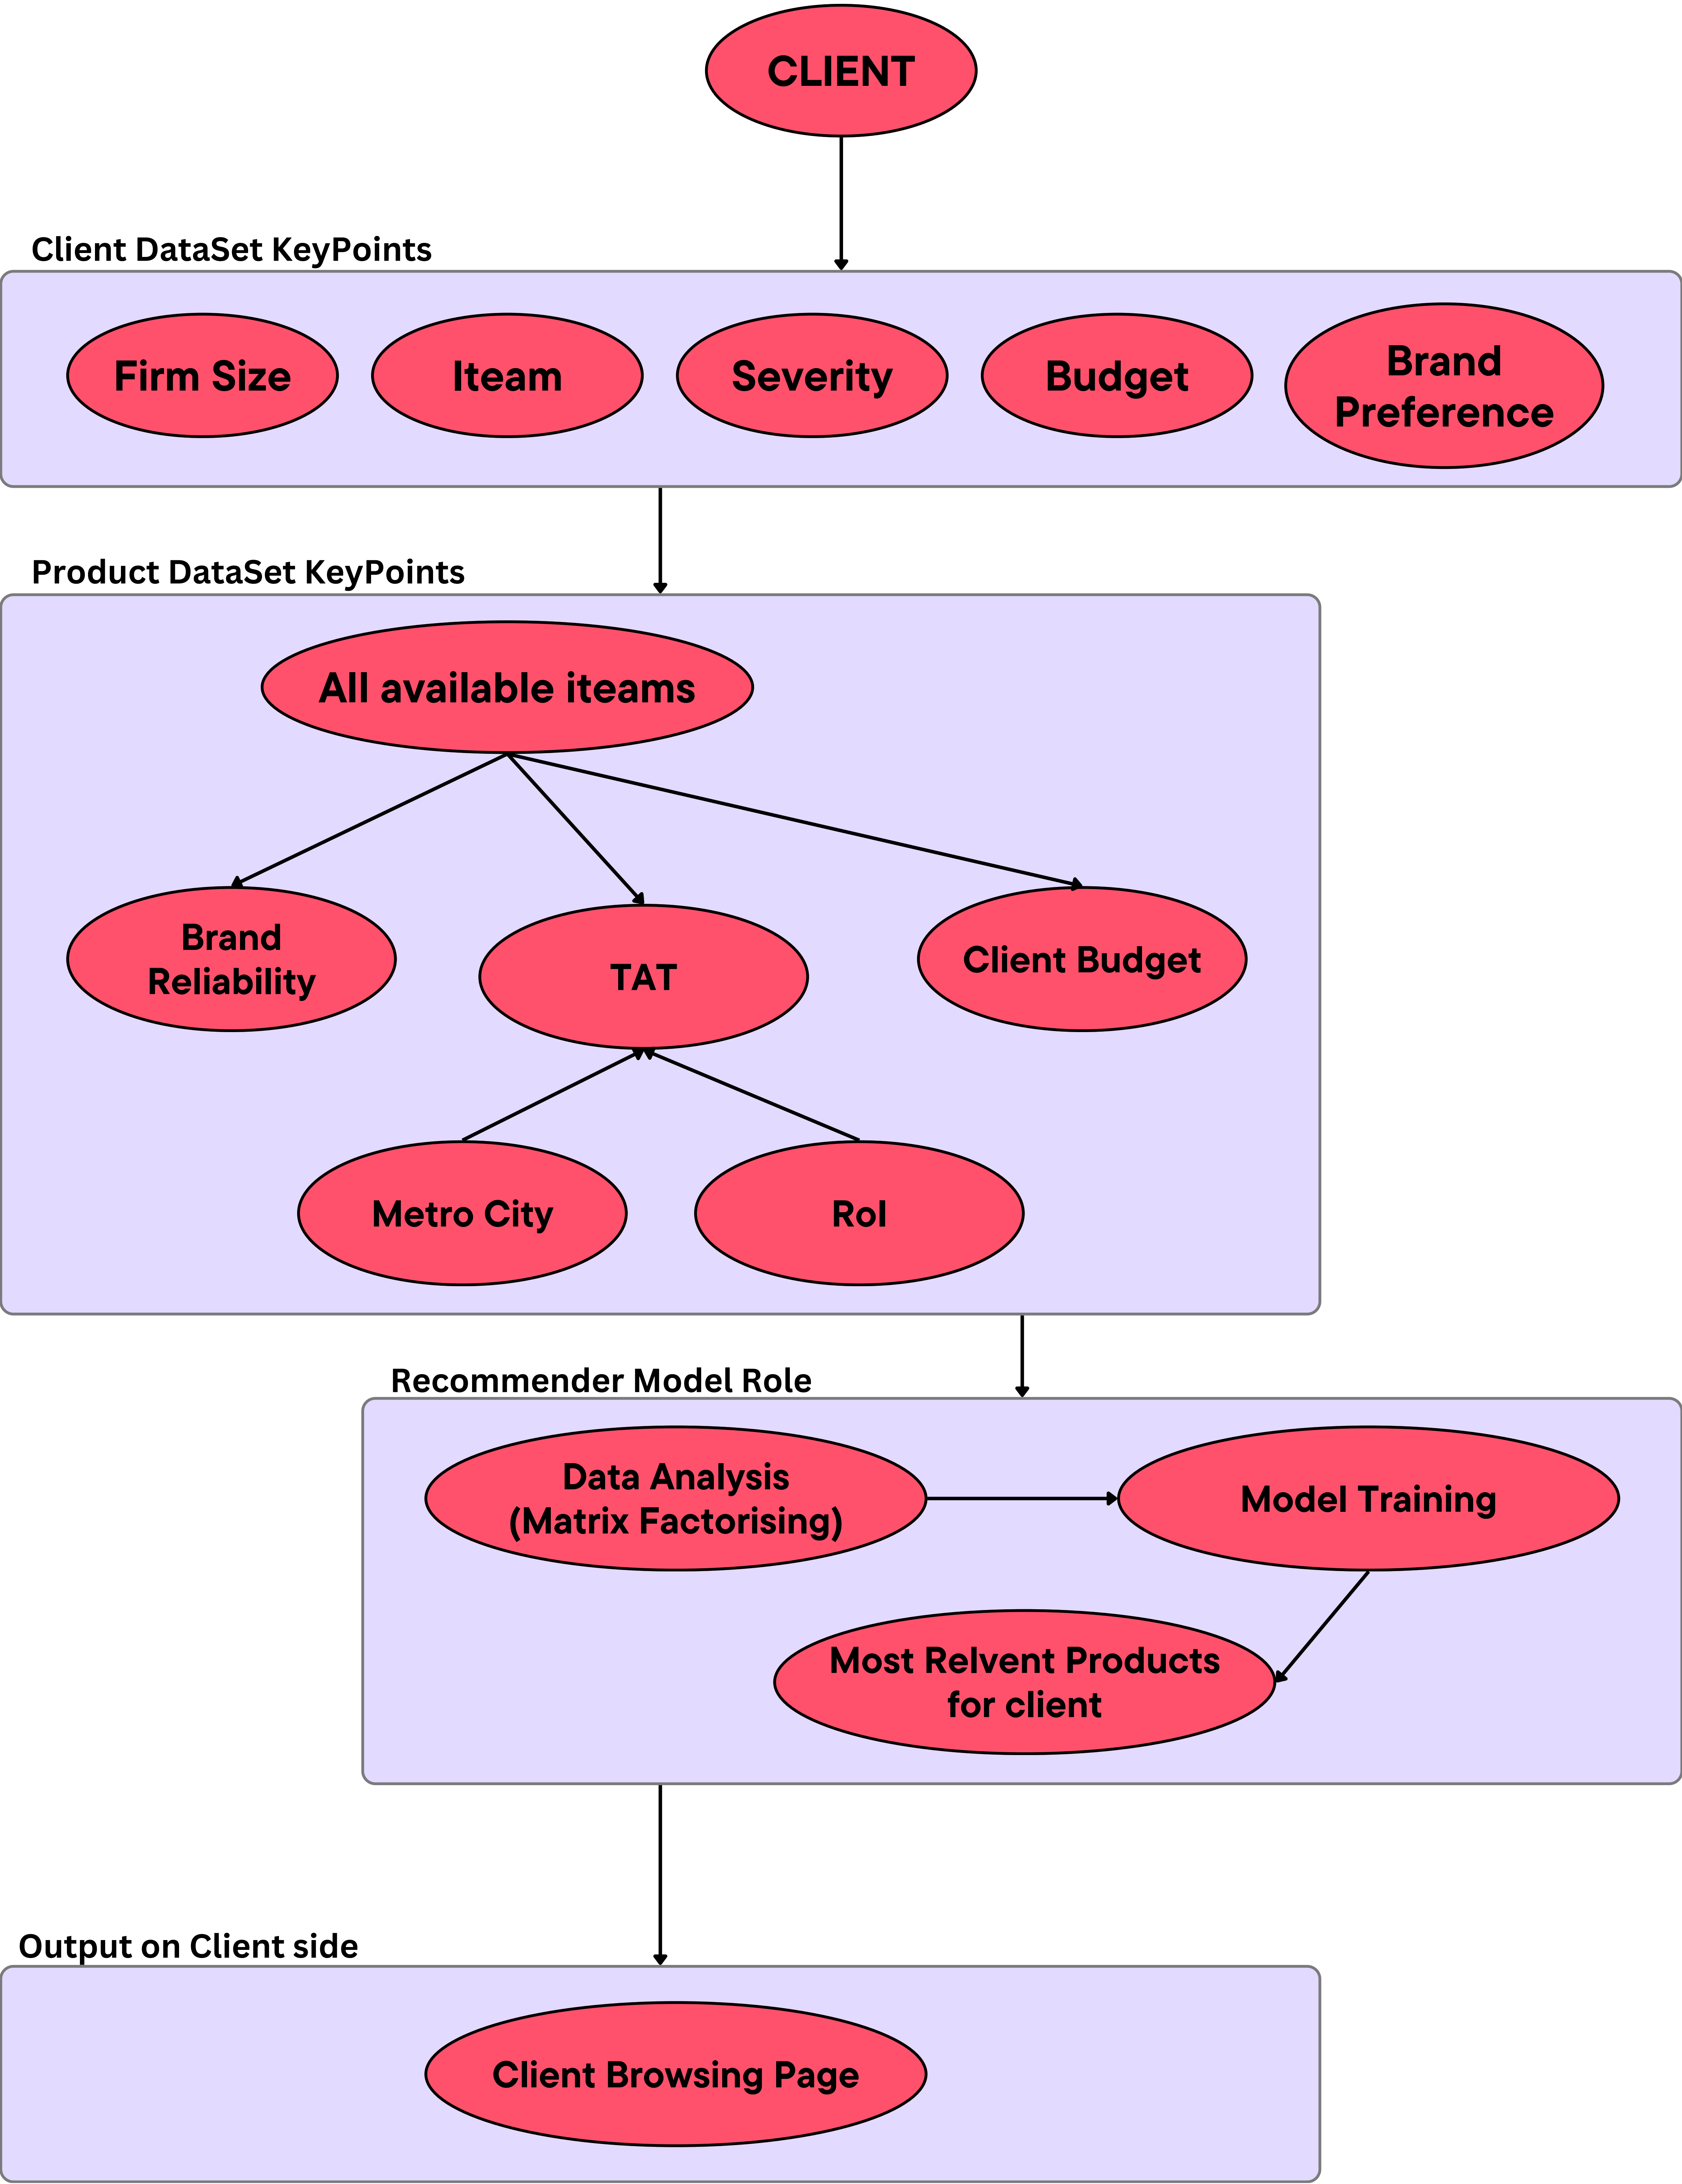 CLIENT
Client DataSet KeyPoints
Firm Size
Iteam
Severity
Budget
Brand
Preference
Product DataSet KeyPoints
All available iteams
Brand
Reliability
TAT
Client Budget
Metro City
RoI
Recommender Model Role
Data Analysis
(Matrix Factorising)
Model Training
Most Relvent Products
for client
Output on Client side
Client Browsing Page